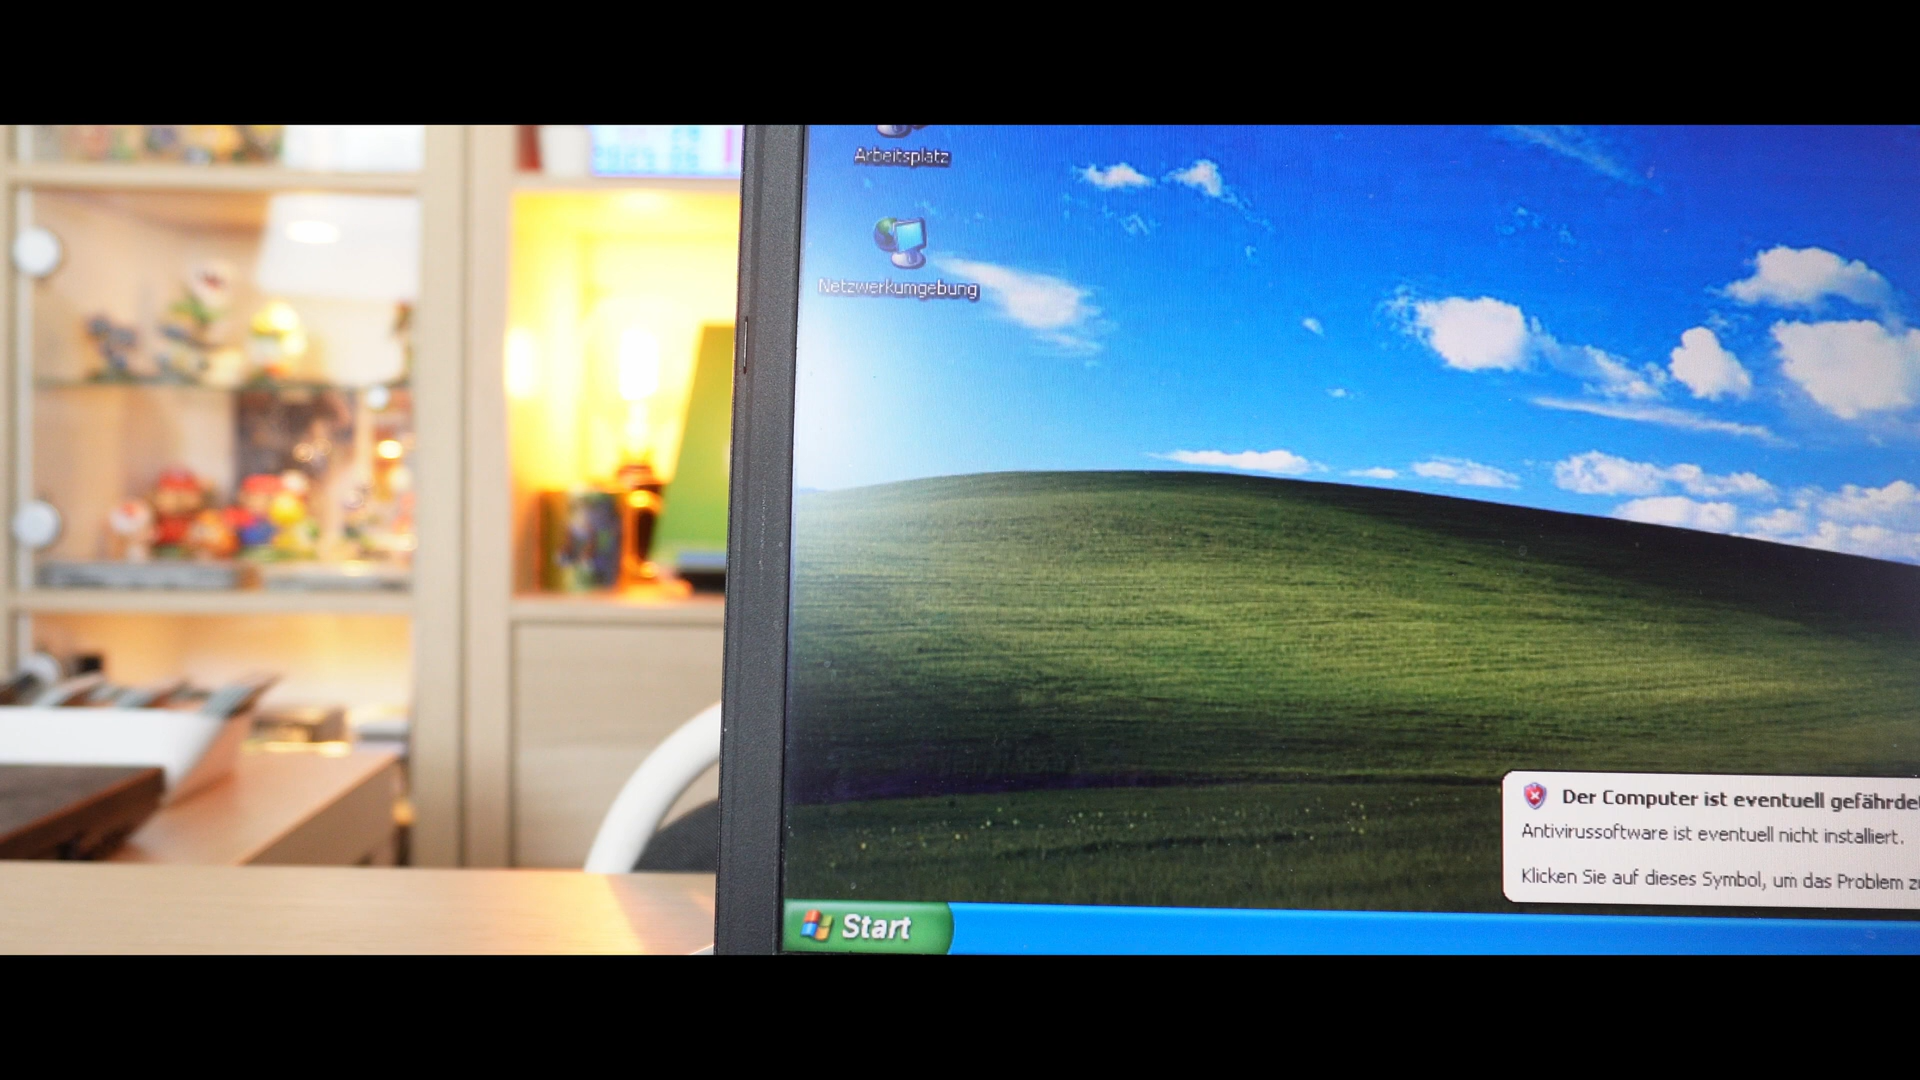 Arbeitsplatz
Netzwerkumgebung
Der Computer ist eventuell
Antivirussoftware ist eventuell nicht installiert.
Klicken Sie auf dieses Symbol, um das Problem
Start